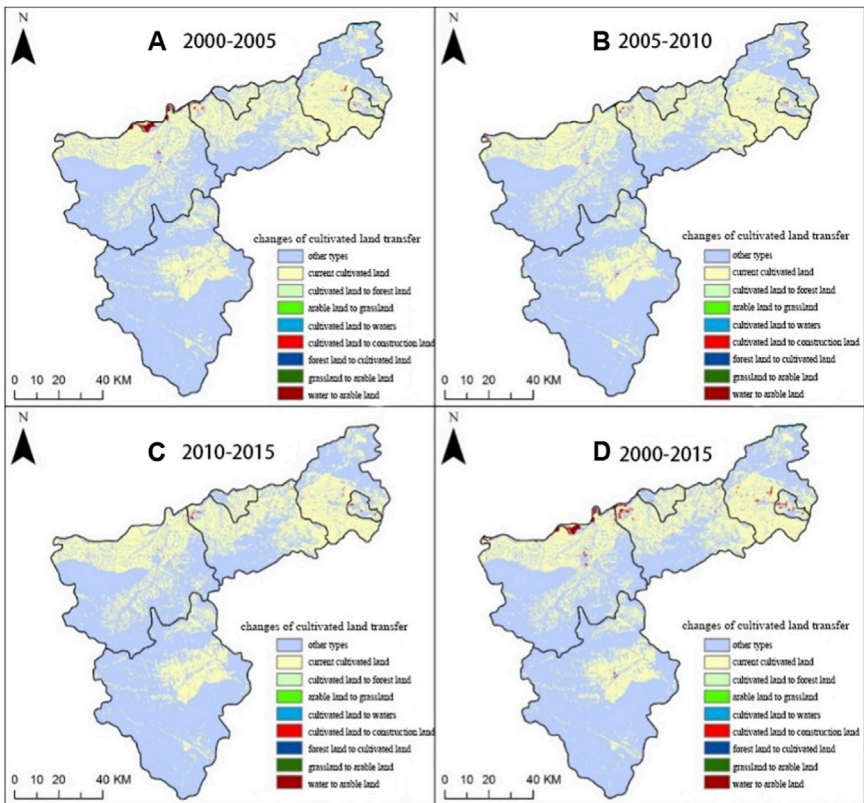 N
A 2000-2005
changes of cultivated land transfer
other types
current cultivated land
cultivated land to forest land
arable land to grassland
cultivated land to waters
cultivated land to construction land
forest land to cultivated land
grassland to arable land
water to arable land
0 10 20 40 KM
B 2005-2010
N
changes of cultivated land transfer
other types
current cultivated land
cultivated land to forest land
arable land to grassland
cultivated land to waters
cultivated land to construction land
forest land to cultivated land
grassland to arable land
water to arable land
0 10 20 40 KM
N
C 2010-2015
changes of cultivated land transfer
other types
current cultivated land
cultivated land to forest land
arable land to grassland
cultivated land to waters
cultivated land to construction land
forest land to cultivated land
grassland to arable land
water to arable land
0 10 20 40 KM
N
D 2000-2015
changes of cultivated land transfer
other types
current cultivated land
cultivated land to forest land
arable land to grassland
cultivated land to waters
cultivated land to construction land
forest land to cultivated land
grassland to arable land
water to arable land
0 10 20 40 KM